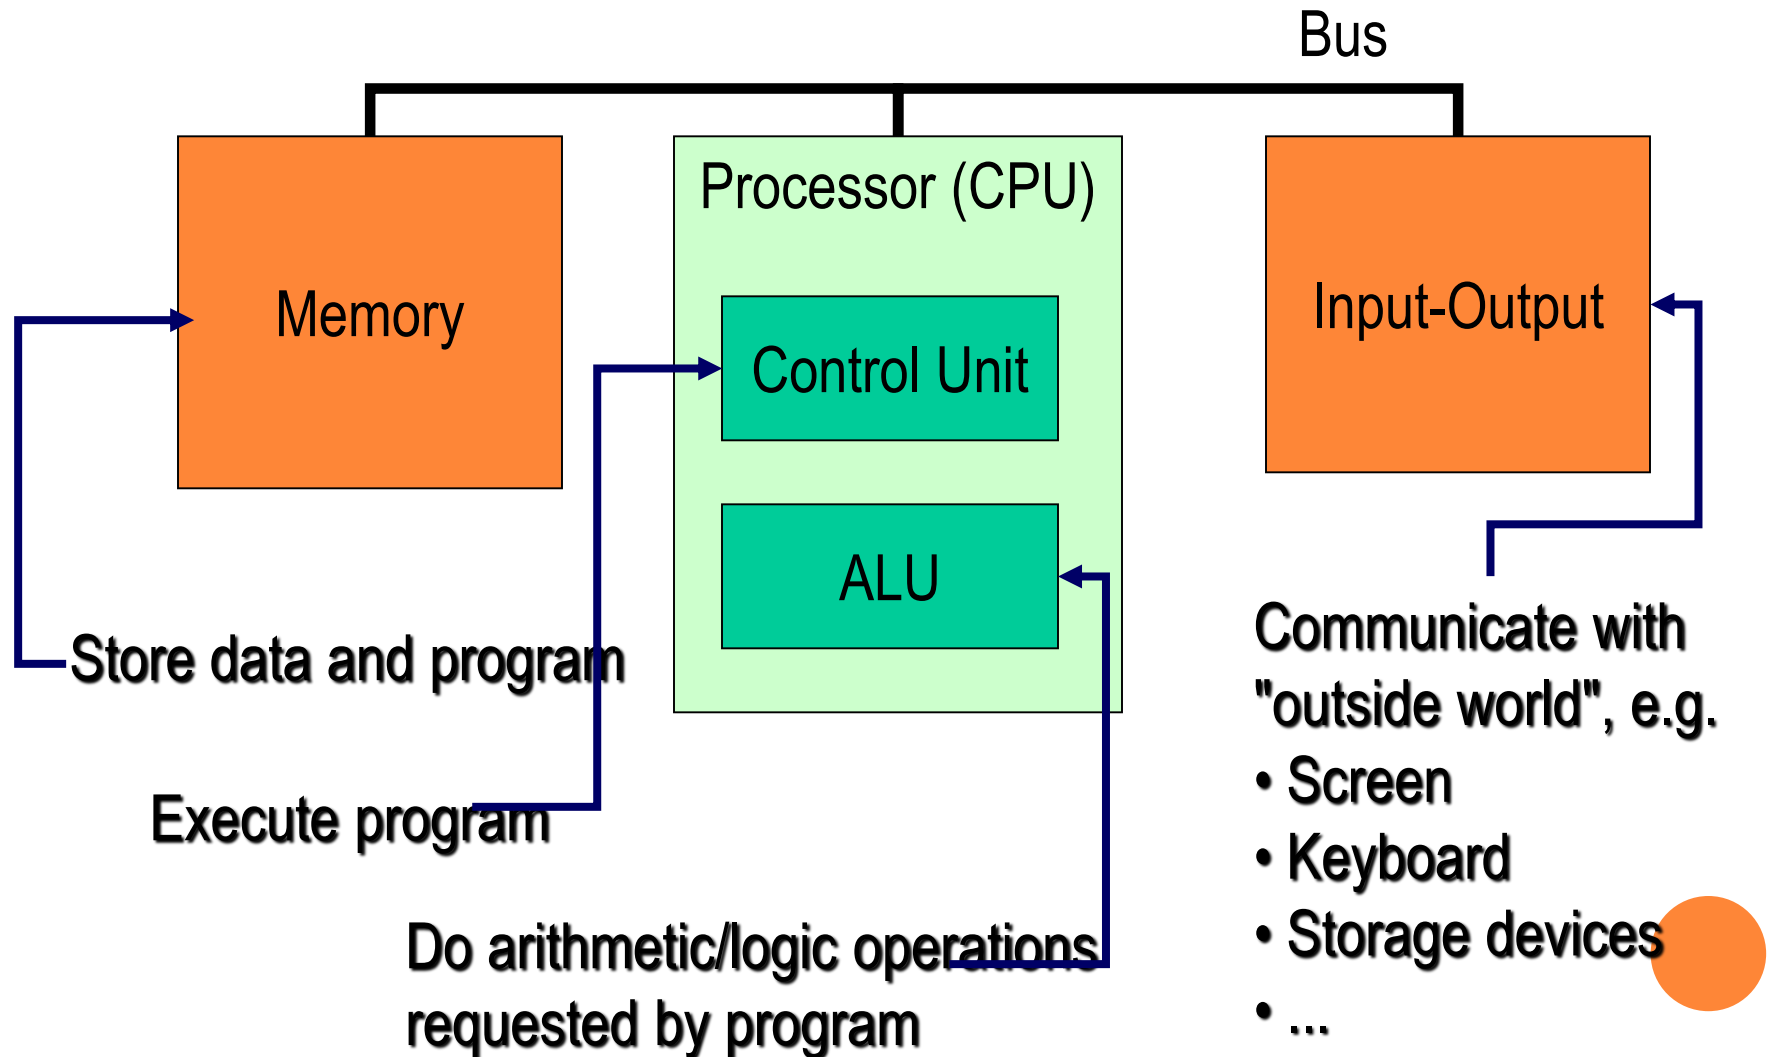 Bus
Memory
Processor (CPU)
Control Unit
ALU
Input-Output
Store data and program
Execute program
Do arithmetic/logic operations
requested by program
Communicate with
"outside world", e.g.
• Screen
• Keyboard
• Storage devices
• ...